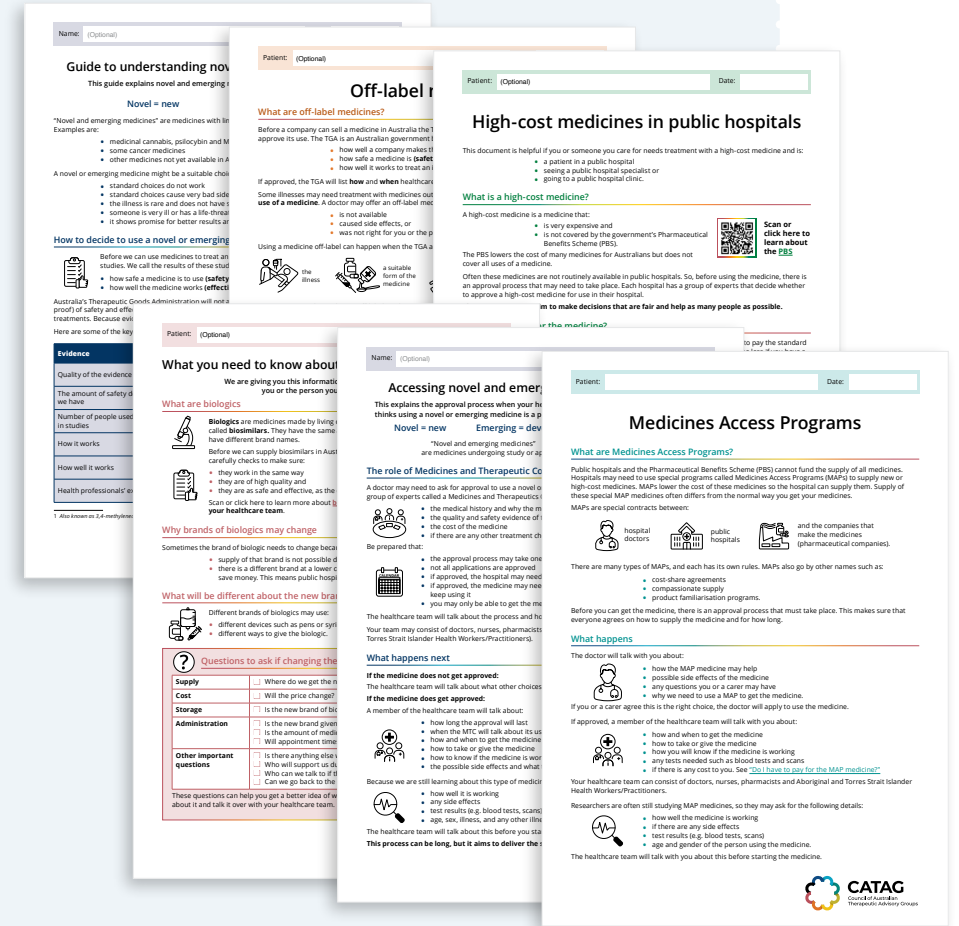 Name: (Optional)
Guide to understanding nov
This guide explains novel and emerging
Novel = new
"Novel and emerging medicines" are medicines with lin
Examples are:
medicinal cannabis, psilocybin and M
some cancer medicines
other medicines not yet available in A
A novel or emerging medicine might be a suitable choi
standard choices do not work
standard choices cause very bad side
the illness is rare and does not have s
someone is very ill or has a life-threat
it shows promise for better results an
How to decide to use a novel or emerging
Before we can use medicines to treat an
studies. We call the results of these stud
how safe a medicine is to use (safety
how well the medicine works (effecti
Australia's Therapeutic Goods Administration will not a
proof) of safety and effe
treatments. Because evi
Here are some of the key
Evidence
Quality of the evidence
The amount of safety d
we have
Number of people used
in studies
How it works
How well it works
Health professionals' ex
1 Also known as 3,4-methylene
Patient: (Optional)
Off-label
What are off-label medicines?
Before a company can sell a medicine in Australia the T
approve its use. The TGA is an Australian government
how well a company makes th
how safe a medicine is (safet
how well it works to treat an i
If approved, the TGA will list how and when healthcare
Some illnesses may need treatment with medicines out
use of a medicine. A doctor may offer an off-label med
is not available
caused side effects, or
was not right for you or the p
Using a medicine off-label can happen when the TGA a
the
illness
a suitable
form of the
medicine
Patient: (Optional) Date:
High-cost medicines in public hospitals
This document is helpful if you or someone you care for needs treatment with a high-cost medicine and is:
a patient in a public hospital
seeing a public hospital specialist or
going to a public hospital clinic.
What is a high-cost medicine?
A high-cost medicine is a medicine that:
is very expensive and
is not covered by the government's Pharmaceutical
Benefits Scheme (PBS).
The PBS lowers the cost of many medicines for Australians but does not
cover all uses of a medicine.
Scan or
click here to
learn about
the PBS
Often these medicines are not routinely available in public hospitals. So, before using the medicine, there is
an approval process that may need to take place. Each hospital has a group of experts that decide whether
to approve a high-cost medicine for use in their hospital.
m to make decisions that are fair and help as many people as possible.
r the medicine?
to pay the standard
Patient: (Optional)
What you need to know about
We are giving you this informati
you or the person you
What are biologics
Biologics are medicines made by living
called biosimilars. They have the same
have different brand names.
Before we can supply biosimilars in Aust
carefully checks to make sure:
they work in the same way
they are of high quality and
they are as safe and effective, as the
Scan or click here to learn more about b
your healthcare team.
Why brands of biologics may change
Sometimes the brand of biologic needs to change becau
supply of that brand is not possible d
there is a different brand at a lower c
save money. This means public hospi
What will be different about the new bran
Different brands of biologics may use:
different devices such as pens or syri
different ways to give the biologic.
? Questions to ask if changing the
Supply Where do we get the n
Cost Will the price change?
Storage Is the new brand of bio
Administration Is the new brand given
Is the amount of medic
Will appointment time
Other important Is there anything else
questions Who will support us du
Who can we talk to if th
Can we go back to the
These questions can help you get a better idea of w
about it and talk it over with your healthcare team.
Name: (Optional)
Accessing novel and emerg
This explains the approval process when your he
thinks using a novel or emerging medicine is a p
Novel = new Emerging = deve
"Novel and emerging medicines"
are medicines undergoing study or ap
The role of Medicines and Therapeutic Co
A doctor may need to ask for approval to use a novel o
group of experts called a Medicines and Therapeutics C
the medical history and why the m
the quality and safety evidence of
the cost of the medicine
if there are any other treatment ch
Be prepared that:
CALENDAR
the approval process may take one
not all applications are approved
if approved, the hospital may need
if approved, the medicine may nee
keep using it
you may only be able to get the me
The healthcare team will talk about the process and ho
Your team may consist of doctors, nurses, pharmacists
Torres Strait Islander Health Workers/Practitioners).
What happens next
If the medicine does not get approved:
The healthcare team will talk about what other choices
If the medicine does get approved:
A member of the healthcare team will talk about:
how long the approval will last
when the MTC will talk about its us
how and when to get the medicine
how to take or give the medicine
how to know if the medicine is wor
the possible side effects and what
Because we are still learning about this type of medicin
how well it is working
any side effects
test results (e.g. blood tests, scans)
age, sex, illness, and any other illne
The healthcare team will talk about this before you sta
This process can be long, but it aims to deliver the s
Patient: Date:
Medicines Access Programs
What are Medicines Access Programs?
Public hospitals and the Pharmaceutical Benefits Scheme (PBS) cannot fund the supply of all medicines.
Hospitals may need to use special programs called Medicines Access Programs (MAPs) to supply new or
high-cost medicines. MAPs lower the cost of these medicines so the hospital can supply them. Supply of
these special MAP medicines often differs from the normal way you get your medicines.
MAPs are special contracts between:
hospital
doctors
public
hospitals
and the companies that
make the medicines
(pharmaceutical companies).
There are many types of MAPs, and each has its own rules. MAPs also go by other names such as:
cost-share agreements
compassionate supply
product familiarisation programs.
Before you can get the medicine, there is an approval process that must take place. This makes sure that
everyone agrees on how to supply the medicine and for how long.
What happens
The doctor will talk with you about:
how the MAP medicine may help
possible side effects of the medicine
any questions you or a carer may have
why we need to use a MAP to get the medicine.
If you or a carer agree this is the right choice, the doctor will apply to use the medicine.
If approved, a member of the healthcare team will talk with you about:
how and when to get the medicine
how to take or give the medicine
how you will know if the medicine is working
any tests needed such as blood tests and scans
if there is any cost to you. See "Do I have to pay for the MAP medicine?"
Your healthcare team can consist of doctors, nurses, pharmacists and Aboriginal and Torres Strait Islander
Health Workers/Practitioners.
Researchers are often still studying MAP medicines, so they may ask for the following details:
how well the medicine is working
if there are any side effects
test results (e.g. blood tests, scans)
age and gender of the person using the medicine.
The healthcare team will talk with you about this before starting the medicine.
CATAG
Council of Australian
Therapeutic Advisory Groups